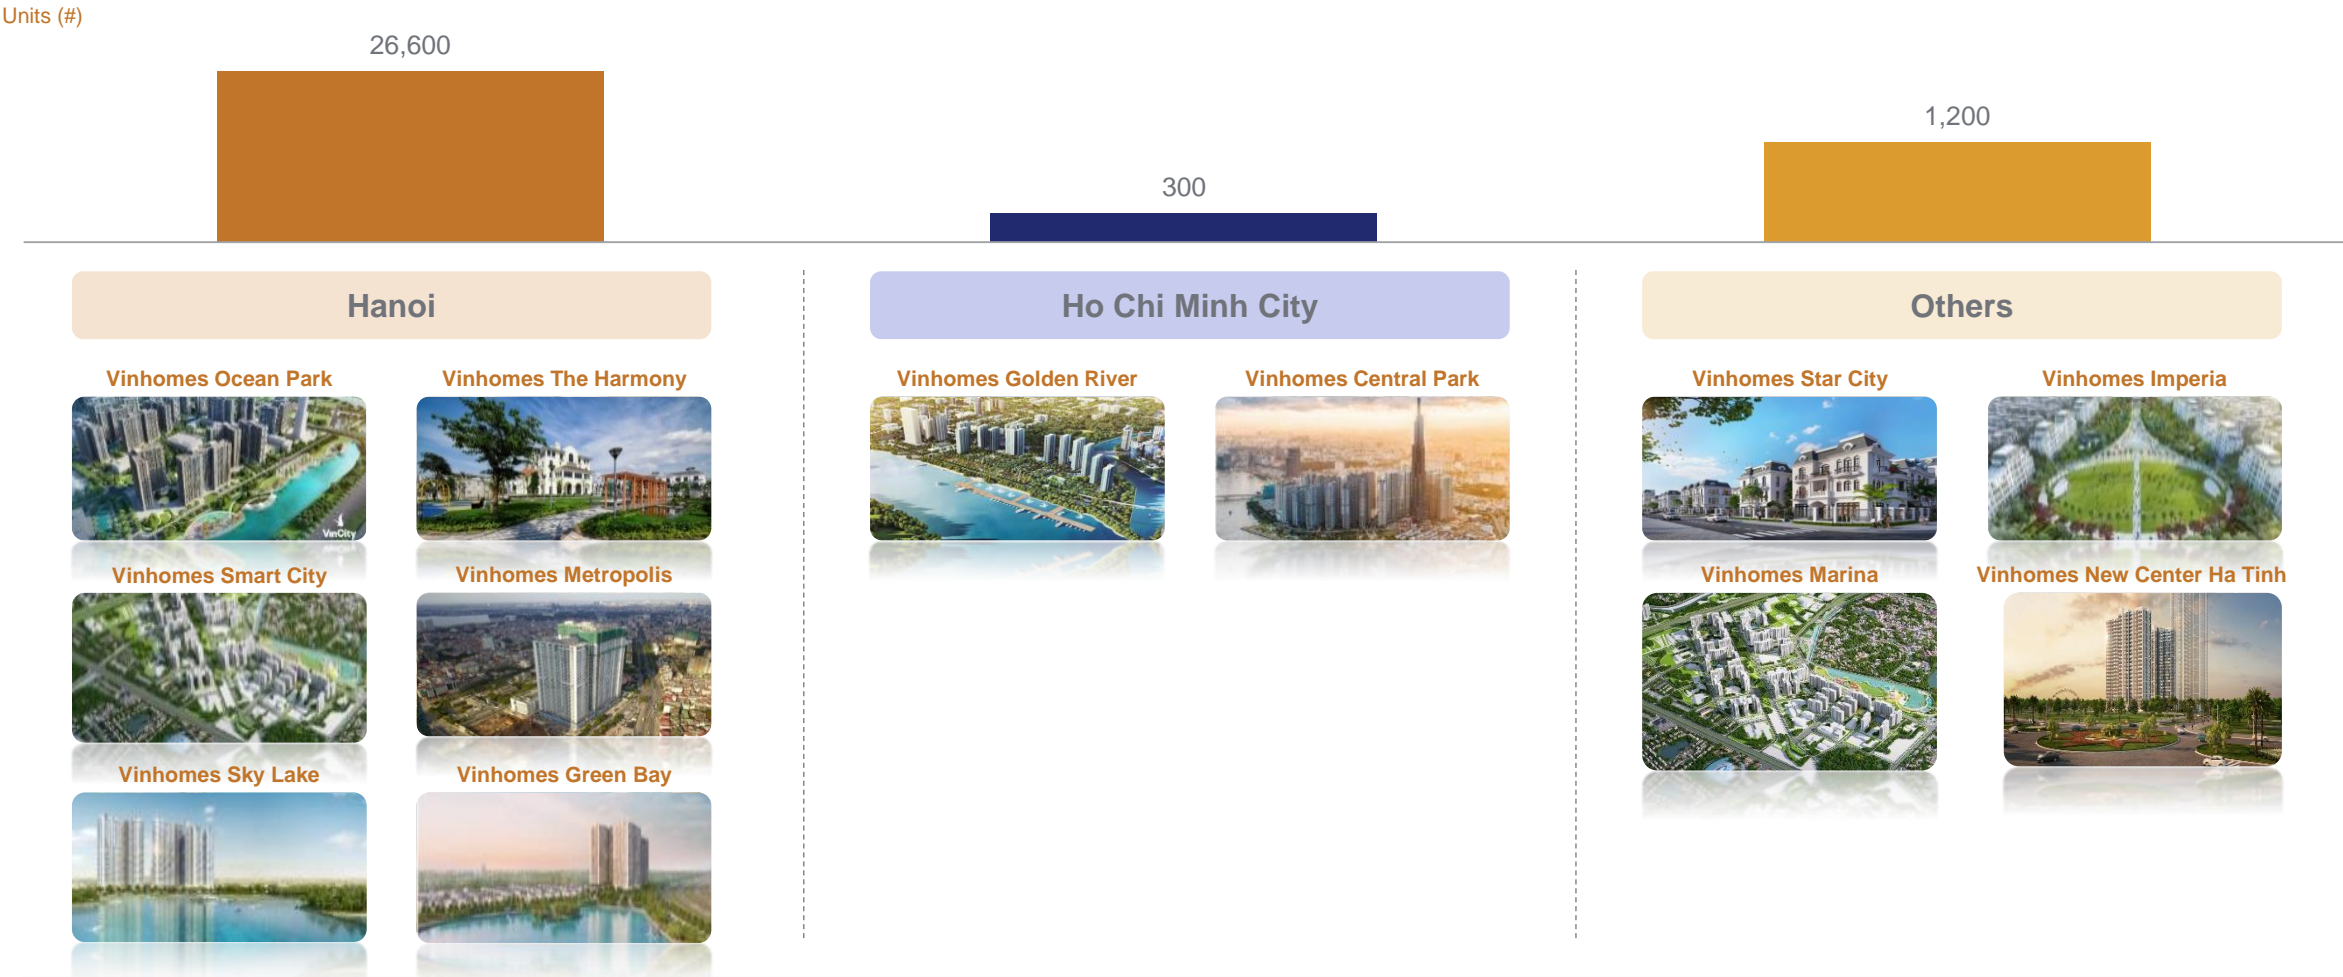 Units (#)
26,600
300
1,200
Hanoi
Ho Chi Minh City
Others
Vinhomes Ocean Park
Vinhomes The Harmony
Vinhomes Golden River
Vinhomes Central Park
Vinhomes Star City
Vinhomes Imperia
VinCity
Vinhomes Smart City
Vinhomes Metropolis
Vinhomes Marina
Vinhomes New Center Ha Tinh
Vinhomes Sky Lake
Vinhomes Green Bay